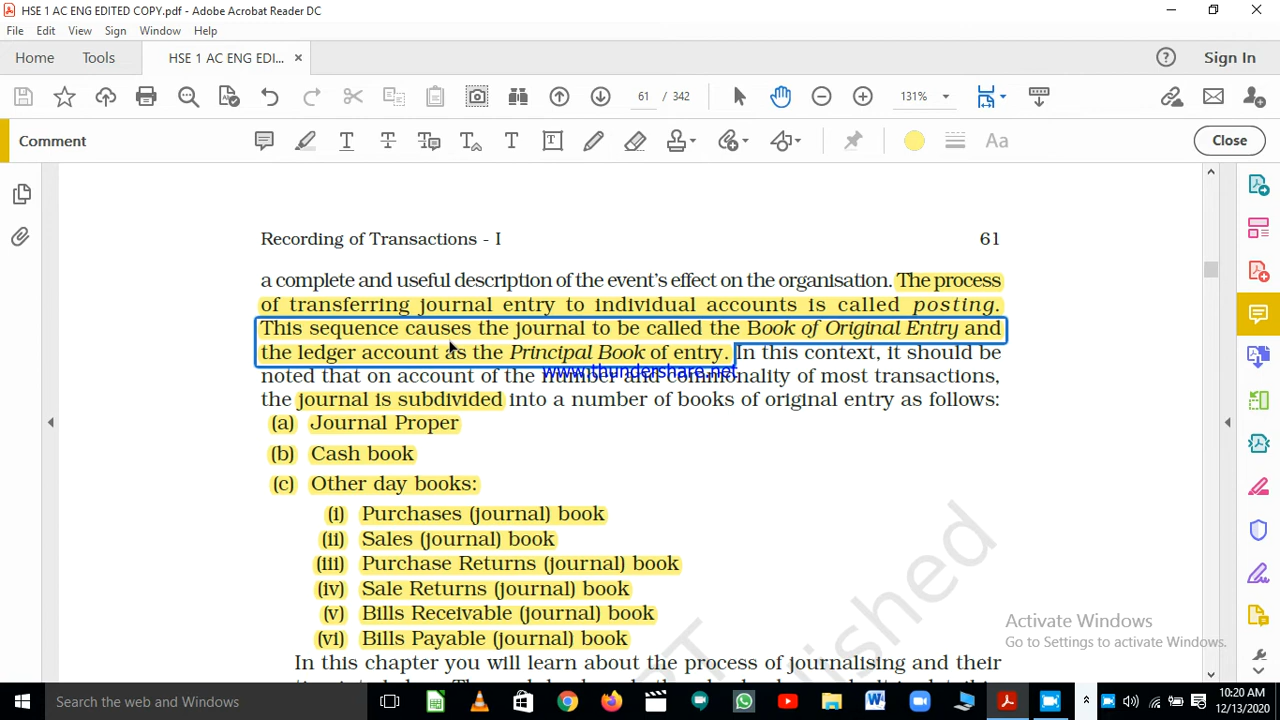 HSE 1 AC ENG EDITED COPY.pdf - Adobe Acrobat Reader DC
File Edit View Sign Window Help
Home Tools HSE 1 AC ENG EDI... × Sign In
61 / 342 131%
Comment Close
Recording of Transactions - I 61
a complete and useful description of the event's effect on the organisation. The process
of transferring journal entry to individual accounts is called posting.
This sequence causes the journal to be called the Book of Original Entry and
the ledger account as the Principal Book of entry. In this context, it should be
www.thundershare.net
noted that on account of the number and commonality of most transactions,
the journal is subdivided into a number of books of original entry as follows:
(a) Journal Proper
(b) Cash book
(c) Other day books:
(i) Purchases (journal) book
(ii) Sales (journal) book
(iii) Purchase Returns (journal) book
(iv) Sale Returns (journal) book
(v) Bills Receivable (journal) book
(vi) Bills Payable (journal) book
In this chapter you will learn about the process of journalising and their
Activate Windows
Go to Settings to activate Windows.
Search the web and Windows
10:20 AM
12/13/2020